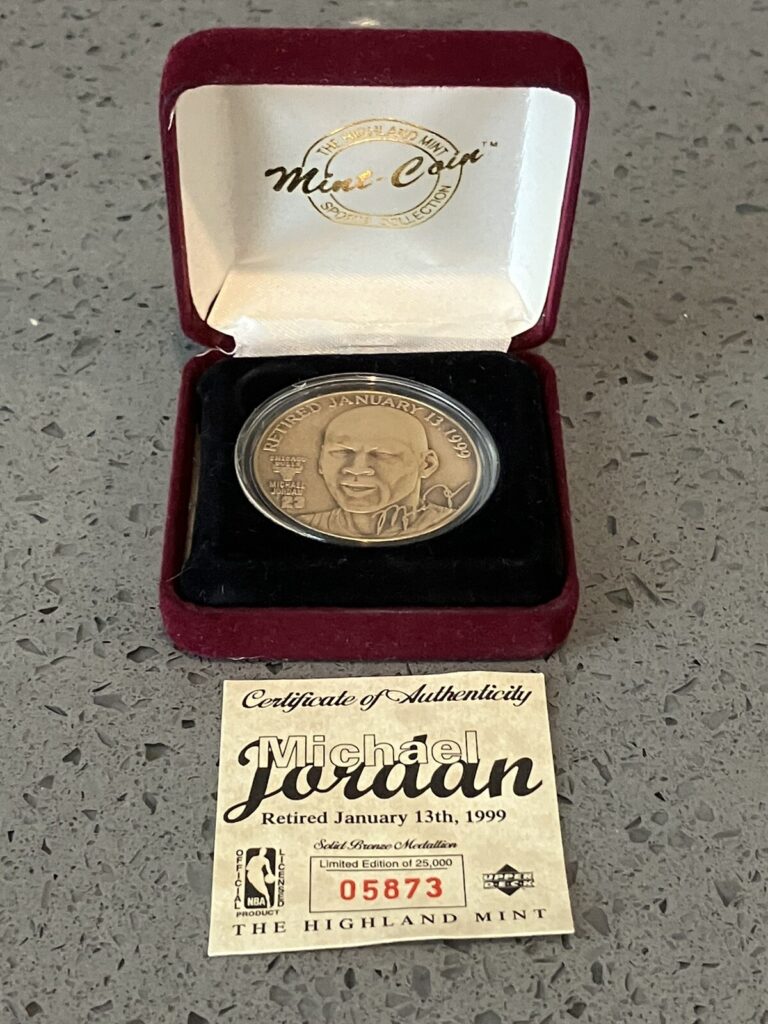 THE HIGHLAND MINT
Mint-Coin™
SPORTS COLLECTION
RETIRED JANUARY 13, 1999
CHICAGO
BULLS
MICHAEL
JORDAN
23
Certificate of Authenticity
Michael
Jordan
Retired January 13th, 1999
Solid Bronze Medallion
Limited Edition of 25,000
05873
OFFICIAL
LICENSED
NBA
PRODUCT
UPPER
DECK
THE HIGHLAND MINT